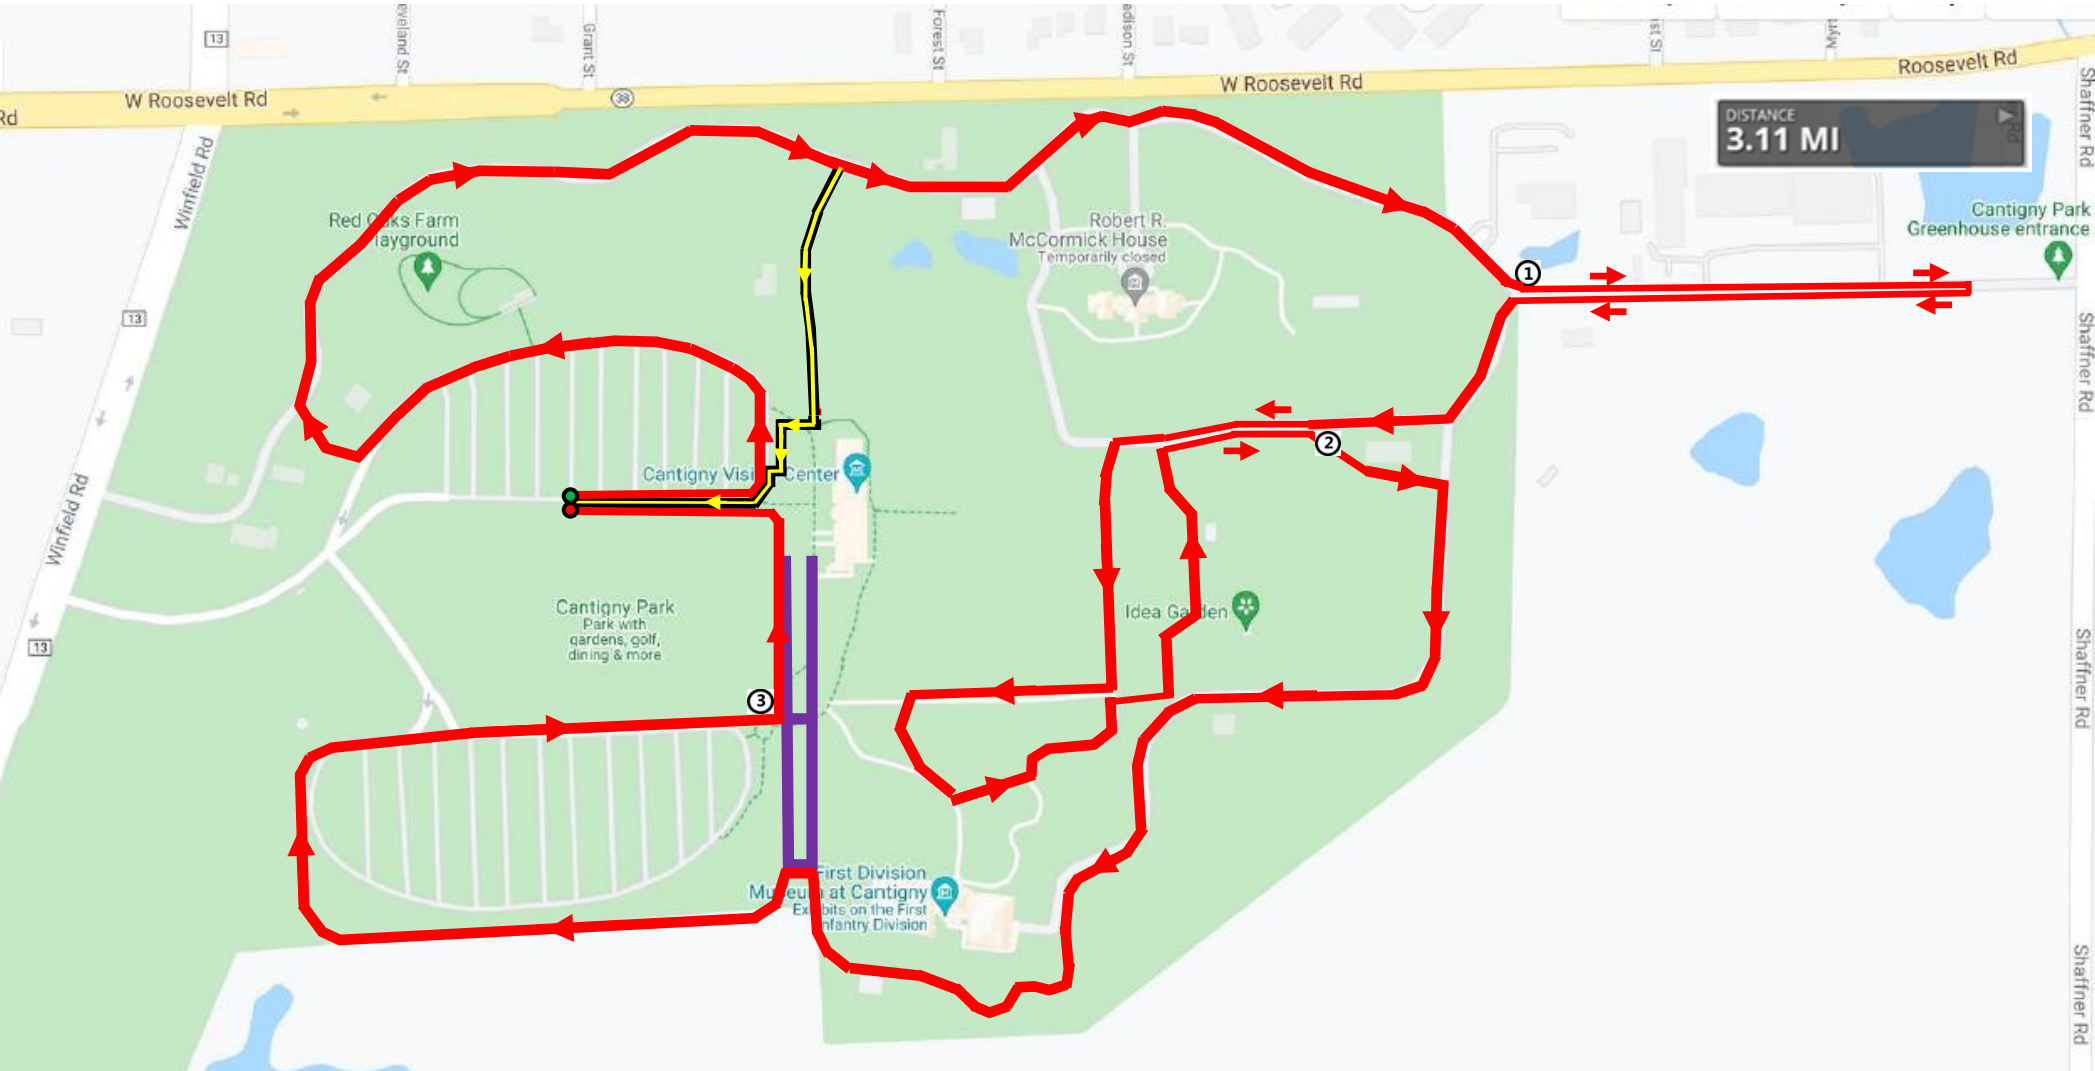 13
Grant St
Forest St
W Roosevelt Rd
Roosevelt Rd
W Roosevelt Rd
38
Rd
Shaffner Rd
DISTANCE
3.11 MI
Winfield Rd
Red Oaks Farm
Playground
Robert R.
McCormick House
Temporarily closed
Cantigny Park
Greenhouse entrance
1
13
Shaffner Rd
2
Cantigny Visitor Center
Winfield Rd
Cantigny Park
Park with
gardens, golf,
dining & more
Idea Garden
13
Shaffner Rd
3
First Division
Museum at Cantigny
Exhibits on the First
Infantry Division
Shaffner Rd